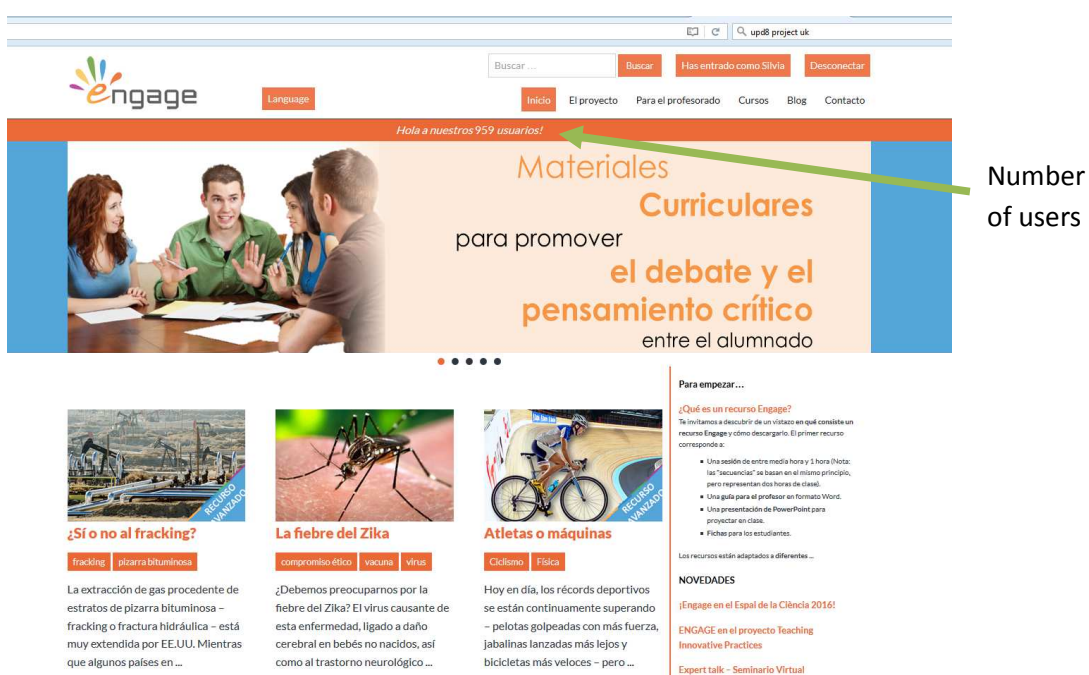 upd8 project uk
engage
Language
Buscar ...
Buscar
Has entrado como Silvia
Desconectar
Inicio
El proyecto
Para el profesorado
Cursos
Blog
Contacto
Hola a nuestros 959 usuarios!
Number
of users
Materiales
Curriculares
para promover
el debate y el
pensamiento crítico
entre el alumnado
RECURSO
AVANZADO
¿Sí o no al fracking?
fracking
pizarra bituminosa
La extracción de gas procedente de
estratos de pizarra bituminosa –
fracking o fractura hidráulica – está
muy extendida por EE.UU. Mientras
que algunos países en ...
La fiebre del Zika
compromiso ético
vacuna
virus
¿Debemos preocuparnos por la
fiebre del Zika? El virus causante de
esta enfermedad, ligado a daño
cerebral en bebés no nacidos, así
como al trastorno neurológico ...
RECURSO
AVANZADO
Atletas o máquinas
Ciclismo
Física
Hoy en día, los récords deportivos
se están continuamente superando
– pelotas golpeadas con más fuerza,
jabalinas lanzadas más lejos y
bicicletas más veloces – pero ...
Para empezar...
¿Qué es un recurso Engage?
Te invitamos a descubrir de un vistazo en qué consiste un
recurso Engage y cómo descargarlo. El primer recurso
corresponde a:
Una sesión de entre media hora y 1 hora (Nota:
las "secuencias" se basan en el mismo principio,
pero representan dos horas de clase).
Una guía para el profesor en formato Word.
Una presentación de PowerPoint para
proyectar en clase.
Fichas para los estudiantes.
Los recursos están adaptados a diferentes ...
NOVEDADES
¡Engage en el Espai de la Ciència 2016!
ENGAGE en el proyecto Teaching
Innovative Practices
Expert talk – Seminario Virtual